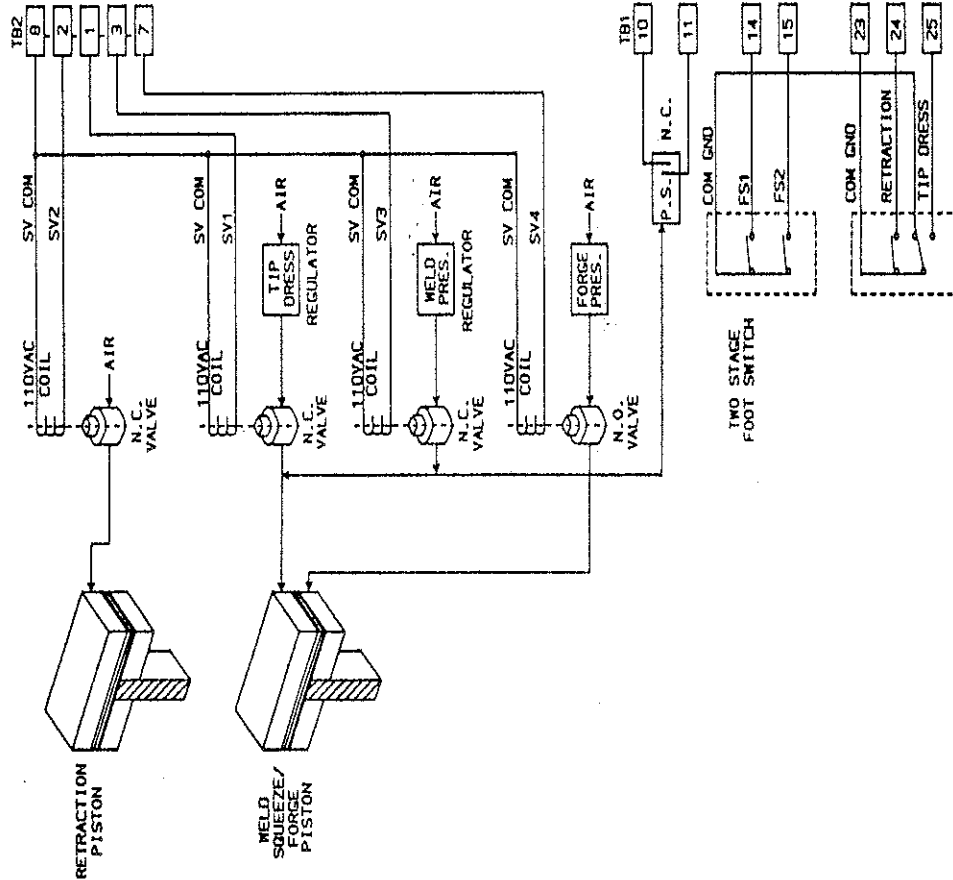 TB2
8
2
1
3
7
SV COM
SV2
110VAC
COIL
AIR
N.C.
VALVE
RETRACTION
PISTON
SV COM
SV1
110VAC
COIL
AIR
TIP
DRESS
REGULATOR
N.C.
VALVE
SV COM
SV3
110VAC
COIL
AIR
WELD
PRES.
REGULATOR
N.C.
VALVE
SV COM
SV4
110VAC
COIL
AIR
FORGE
PRES.
N.O.
VALVE
WELD
SQUEEZE/
FORGE
PISTON
TB1
10
11
P.S.
N.C.
14
15
COM GND
FS1
FS2
TWO STAGE
FOOT SWITCH
23
24
25
COM GND
RETRACTION
TIP DRESS